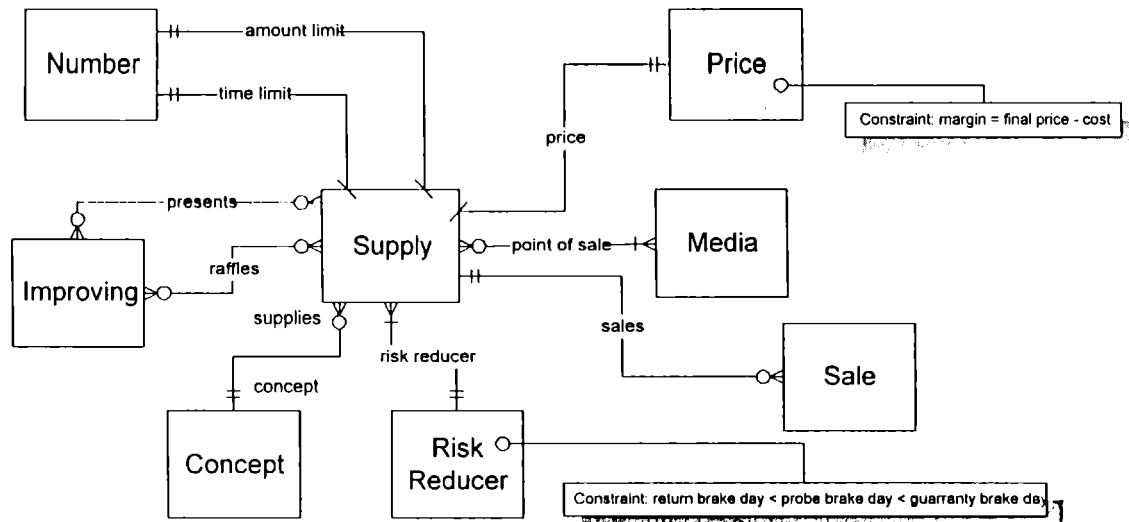 Number
amount limit
time limit
Price
Constraint: margin = final price - cost
price
presents
Supply
point of sale
Media
raffles
Improving
supplies
sales
risk reducer
Sale
concept
Concept
Risk
Reducer
Constraint: return brake day < probe brake day < guarranty brake day